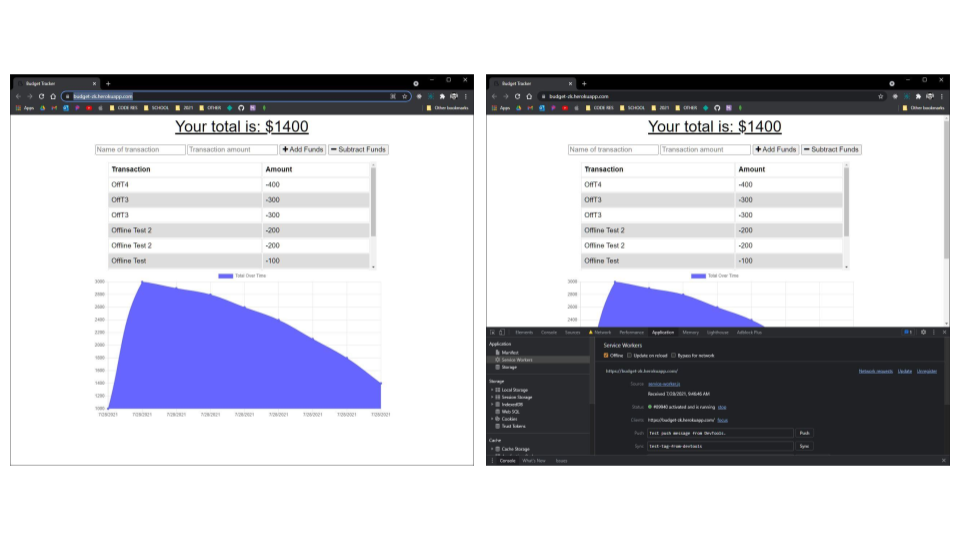 Budget Tracker
budget-sk.herokuapp.com
Apps
CODE RES
SCHOOL
2021
OTHER
Other bookmarks
Your total is: $1400
Name of transaction Transaction amount Add Funds Subtract Funds
Transaction Amount
OffT4 -400
OffT3 -300
OffT3 -300
Offline Test 2 -200
Offline Test 2 -200
Offline Test -100
Total Over Time
3000
2800
2600
2400
2200
2000
1800
1600
1400
1200
1000
7/28/2021 7/28/2021 7/28/2021 7/28/2021 7/28/2021 7/28/2021 7/28/2021 7/28/2021 7/28/2021
Budget Tracker
budget-sk.herokuapp.com
Apps
CODE RES
SCHOOL
2021
OTHER
Other bookmarks
Your total is: $1400
Name of transaction Transaction amount Add Funds Subtract Funds
Transaction Amount
OffT4 -400
OffT3 -300
OffT3 -300
Offline Test 2 -200
Offline Test 2 -200
Offline Test -100
Total Over Time
3000
2800
2600
2400
Elements Console Sources Network Performance Application Memory Lighthouse Adblock Plus
Application
Manifest
Service Workers
Storage
Storage
Local Storage
Session Storage
IndexedDB
Web SQL
Cookies
Trust Tokens
Cache
Cache Storage
Service Workers
Offline Update on reload Bypass for network
https://budget-sk.herokuapp.com/ Network requests Update Unregister
Source service-worker.js
Received 7/28/2021, 9:46:46 AM
Status #89940 activated and is running stop
Clients https://budget-sk.herokuapp.com/ focus
Push Test push message from DevTools. Push
Sync test-tag-from-devtools Sync
Console What's New Issues